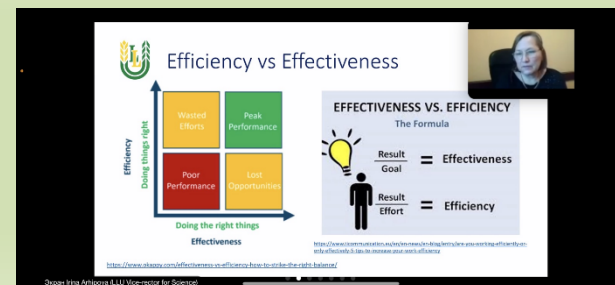 Efficiency vs Effectiveness
Efficiency
Doing things right
Wasted
Efforts
Peak
Performance
Poor
Performance
Lost
Opportunities
Doing the right things
Effectiveness
https://www.skappy.com/effectiveness-vs-efficiency-how-to-strike-the-right-balance/
EFFECTIVENESS VS. EFFICIENCY
The Formula
Result
Goal
= Effectiveness
Result
Effort
= Efficiency
Экран Irina Arhipova (LLU Vice-rector for Science)